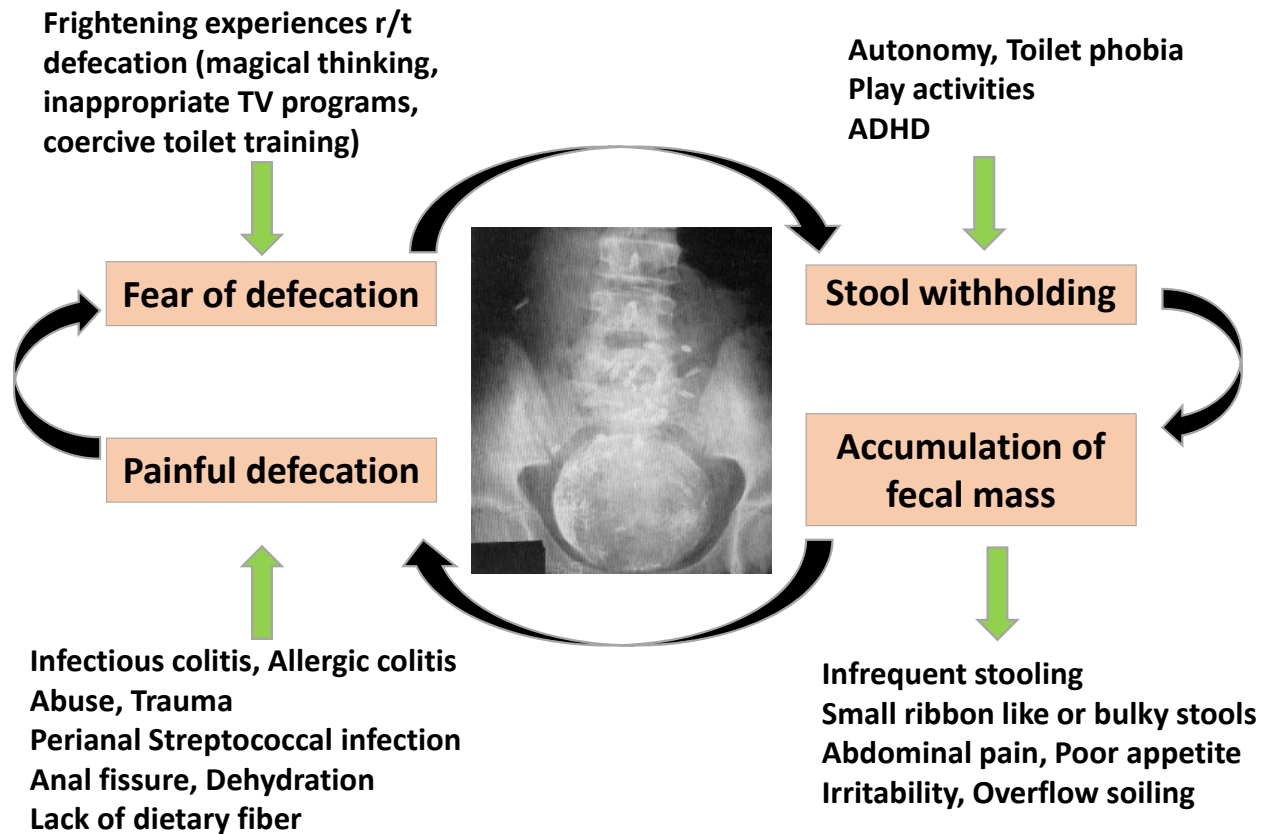 Frightening experiences r/t
defecation (magical thinking,
inappropriate TV programs,
coercive toilet training)
Autonomy, Toilet phobia
Play activities
ADHD
Fear of defecation
Stool withholding
Painful defecation
Accumulation of
fecal mass
Infectious colitis, Allergic colitis
Abuse, Trauma
Perianal Streptococcal infection
Anal fissure, Dehydration
Lack of dietary fiber
Infrequent stooling
Small ribbon like or bulky stools
Abdominal pain, Poor appetite
Irritability, Overflow soiling